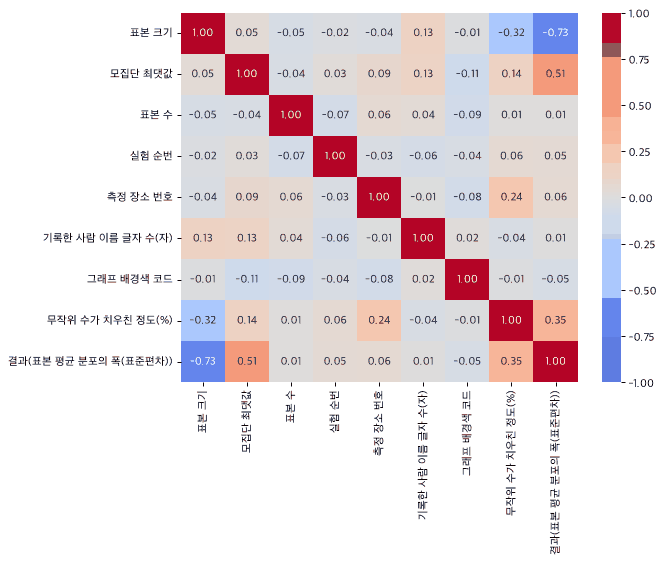 표본 크기 1.00 0.05 -0.05 -0.02 -0.04 0.13 -0.01 -0.32 -0.73
모집단 최댓값 0.05 1.00 -0.04 0.03 0.09 0.13 -0.11 0.14 0.51
표본 수 -0.05 -0.04 1.00 -0.07 0.06 0.04 -0.09 0.01 0.01
실험 순번 -0.02 0.03 -0.07 1.00 -0.03 -0.06 -0.04 0.06 0.05
측정 장소 번호 -0.04 0.09 0.06 -0.03 1.00 -0.01 -0.08 0.24 0.06
기록한 사람 이름 글자 수(자) 0.13 0.13 0.04 -0.06 -0.01 1.00 0.02 -0.04 0.01
그래프 배경색 코드 -0.01 -0.11 -0.09 -0.04 -0.08 0.02 1.00 -0.01 -0.05
무작위 수가 치우친 정도(%) -0.32 0.14 0.01 0.06 0.24 -0.04 -0.01 1.00 0.35
결과(표본 평균 분포의 폭(표준편차)) -0.73 0.51 0.01 0.05 0.06 0.01 -0.05 0.35 1.00
표본 크기
모집단 최댓값
표본 수
실험 순번
측정 장소 번호
기록한 사람 이름 글자 수(자)
그래프 배경색 코드
무작위 수가 치우친 정도(%)
결과(표본 평균 분포의 폭(표준편차))
1.00
0.75
0.50
0.25
0.00
-0.25
-0.50
-0.75
-1.00